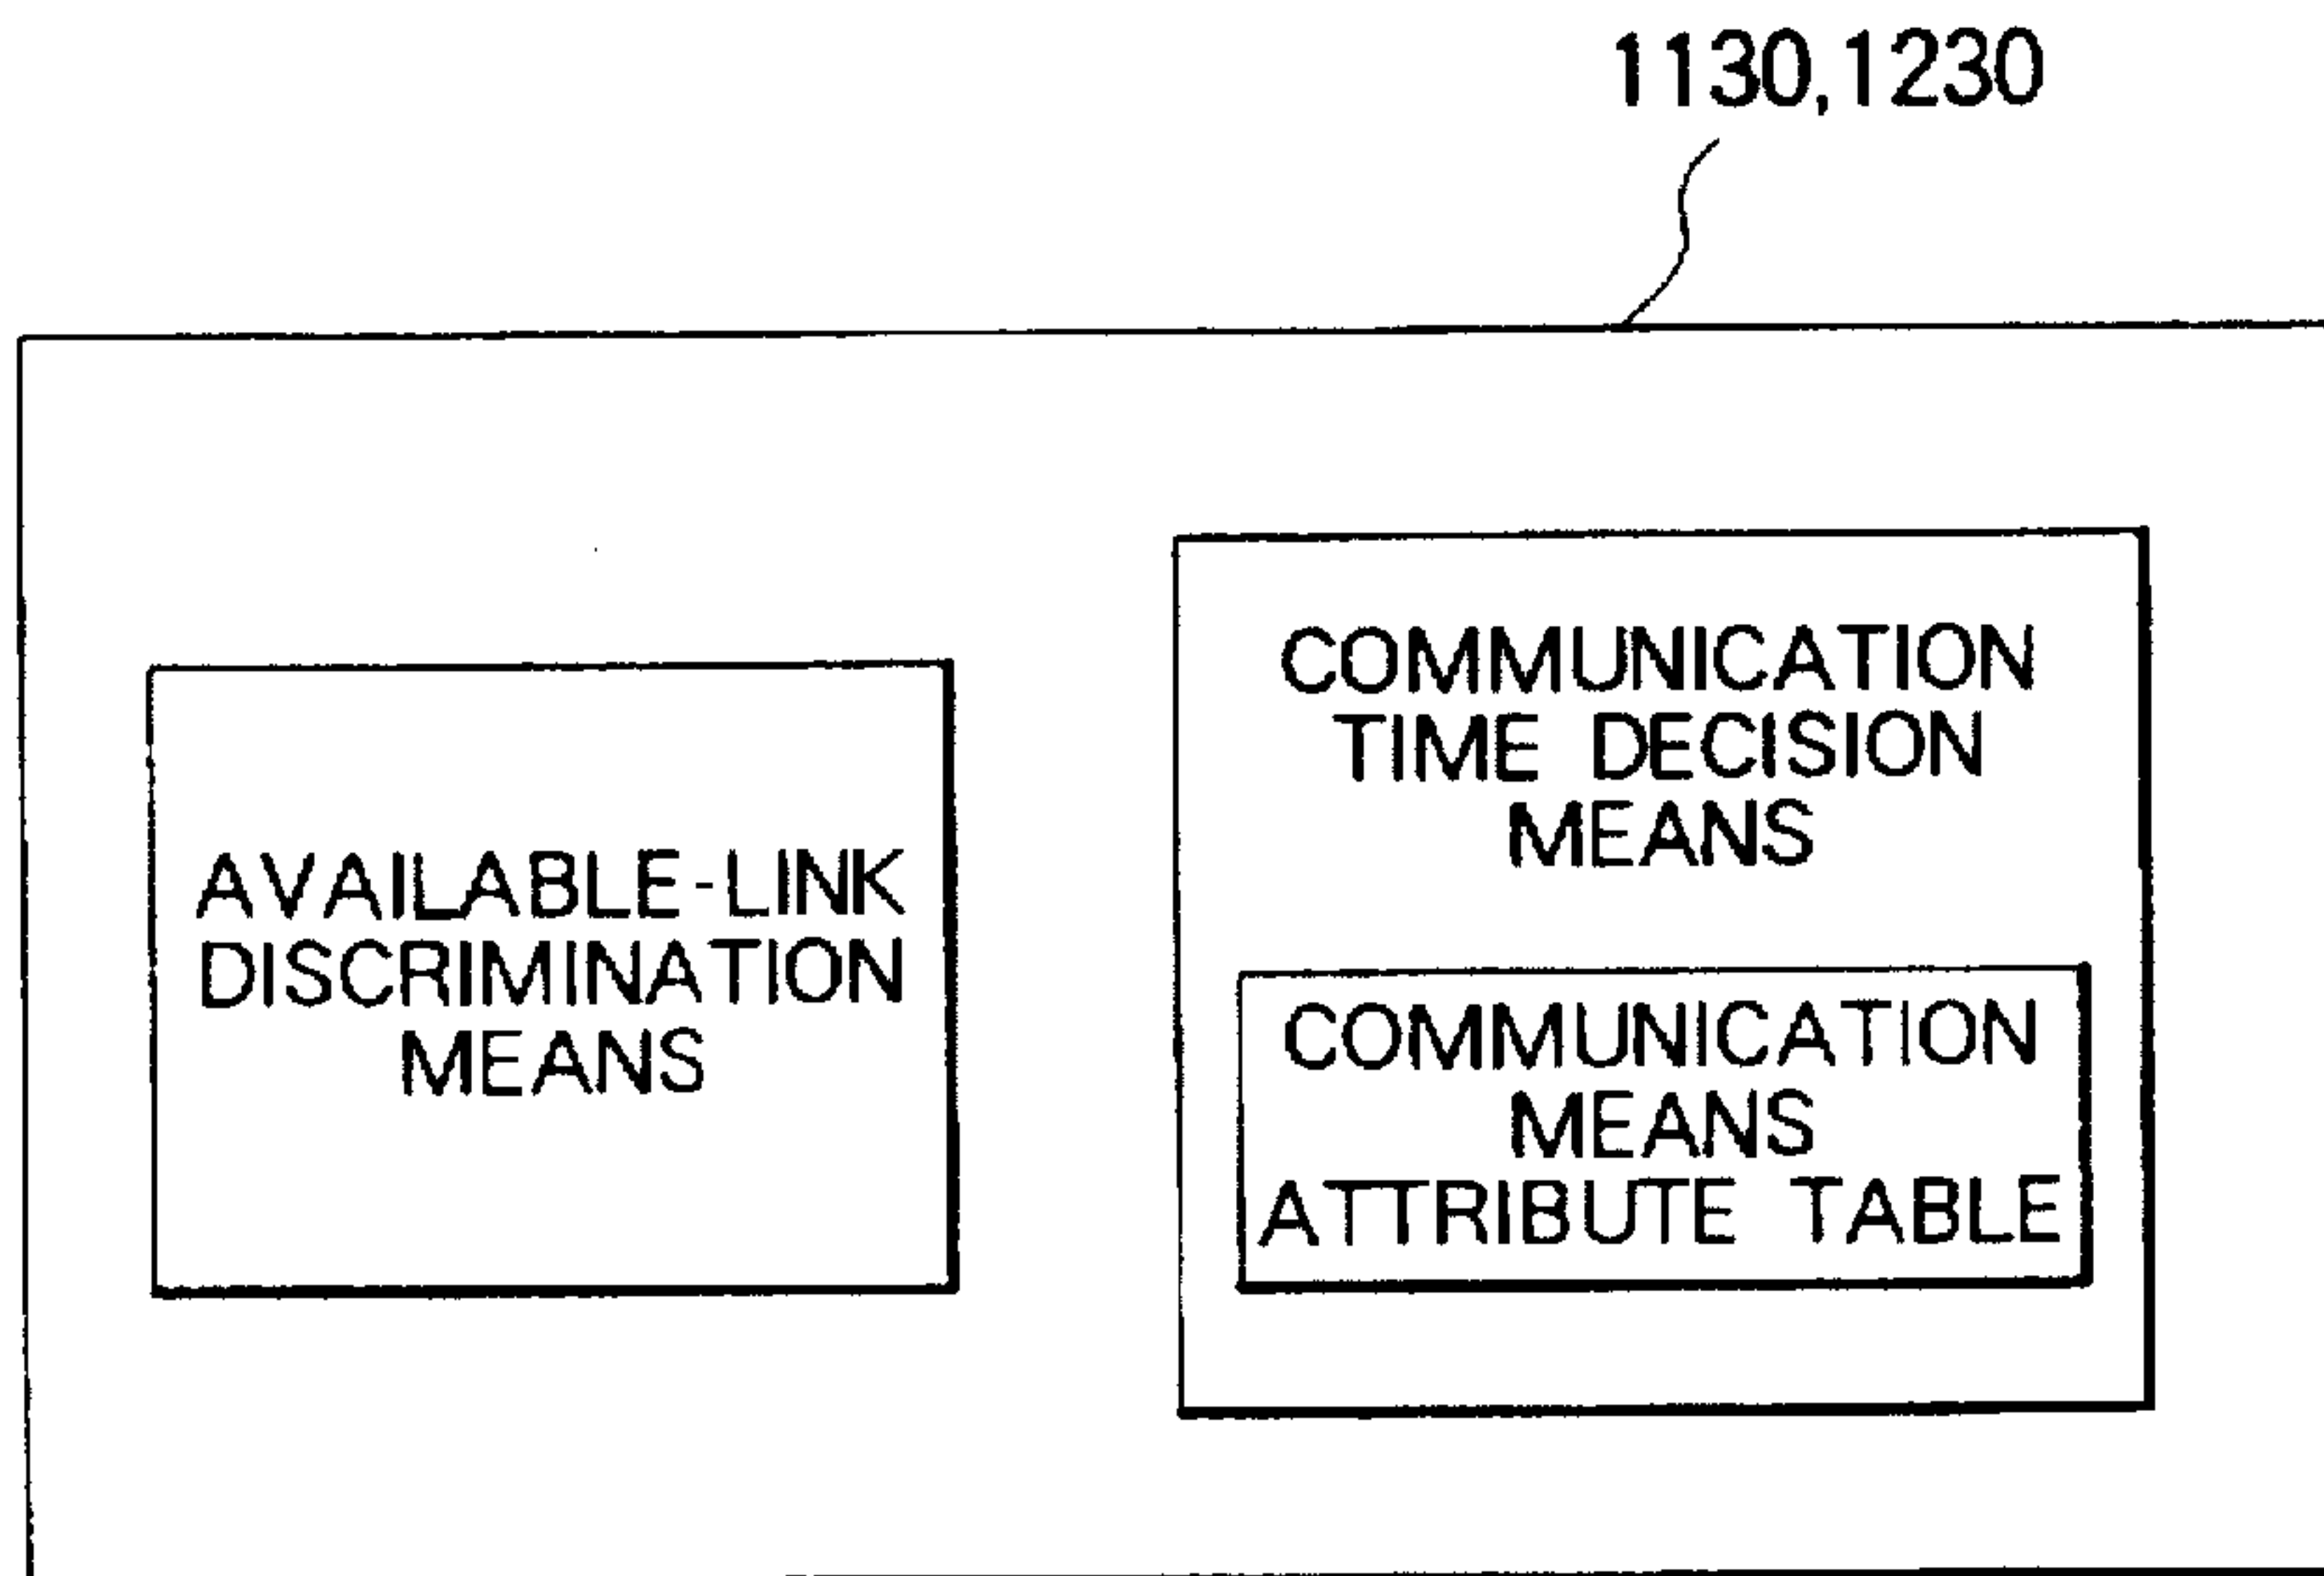 1130,1230
AVAILABLE-LINK
DISCRIMINATION
MEANS
COMMUNICATION
TIME DECISION
MEANS
COMMUNICATION
MEANS
ATTRIBUTE TABLE